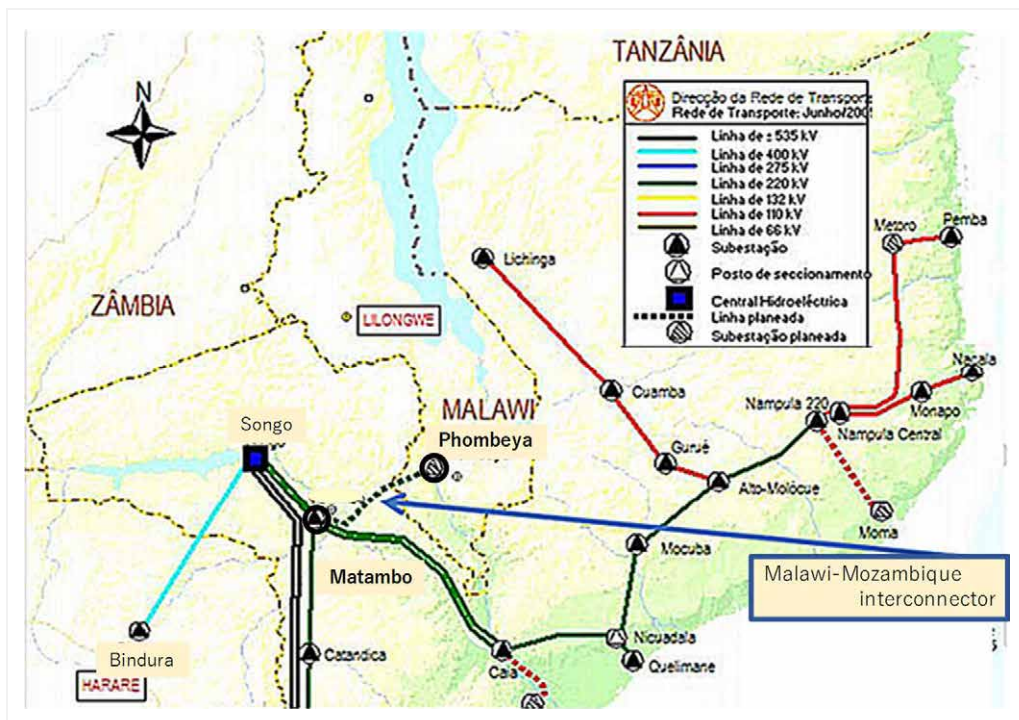 TANZÂNIA
N
Direcção da Rede de Transporte
Rede de Transporte: Junho/200
Linha de ± 535 kV
Linha de 400 kV
Linha de 275 kV
Linha de 220 kV
Linha de 132 kV
Linha de 110 kV
Linha de 66 kV
Subestação
Posto de seccionamento
Central Hidroeléctrica
Linha planeada
Subestação planeada
Metoro
Pemba
Lichinga
ZÂMBIA
LILONGWE
Nacala
Cuamba
Monapo
MALAWI
Nampula 220
Nampula Central
Songo
Phombeya
Gurué
Alto-Molócue
Moma
Mocuba
Matambo
Malawi-Mozambique
interconnector
Nicuadala
Bindura
Catandica
Caia
Quelimane
HARARE